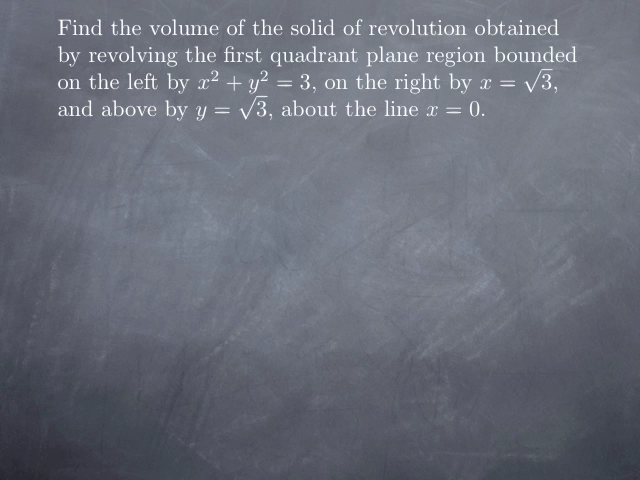 Find the volume of the solid of revolution obtained
by revolving the first quadrant plane region bounded
on the left by x² + y² = 3, on the right by x = √3,
and above by y = √3, about the line x = 0.